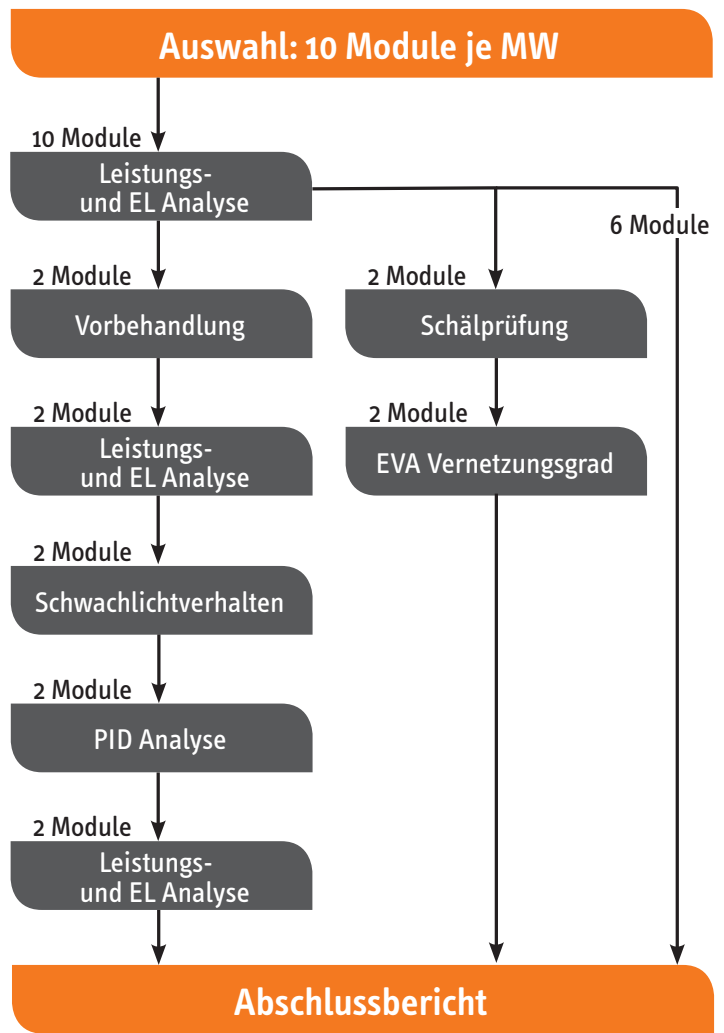 Auswahl: 10 Module je MW
10 Module
Leistungs-
und EL Analyse
6 Module
2 Module
Vorbehandlung
2 Module
Schälprüfung
2 Module
Leistungs-
und EL Analyse
2 Module
EVA Vernetzungsgrad
2 Module
Schwachlichtverhalten
2 Module
PID Analyse
2 Module
Leistungs-
und EL Analyse
Abschlussbericht